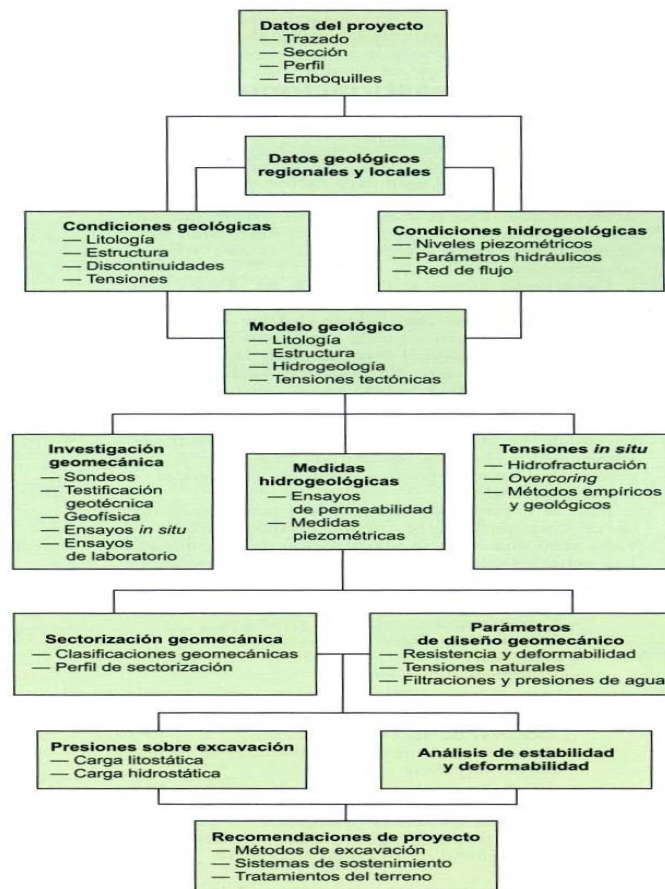 Datos del proyecto
— Trazado
— Sección
— Perfil
— Emboquilles
Datos geológicos
regionales y locales
Condiciones geológicas
— Litología
— Estructura
— Discontinuidades
— Tensiones
Condiciones hidrogeológicas
— Niveles piezométricos
— Parámetros hidráulicos
— Red de flujo
Modelo geológico
— Litología
— Estructura
— Hidrogeología
— Tensiones tectónicas
Investigación
geomecánica
— Sondeos
— Testificación
geotécnica
— Geofísica
— Ensayos in situ
— Ensayos
de laboratorio
Medidas
hidrogeológicas
— Ensayos
de permeabilidad
— Medidas
piezométricas
Tensiones in situ
— Hidrofracturación
— Overcoring
— Métodos empíricos
y geológicos
Sectorización geomecánica
— Clasificaciones geomecánicas
— Perfil de sectorización
Parámetros
de diseño geomecánico
— Resistencia y deformabilidad
— Tensiones naturales
— Filtraciones y presiones de agua
Presiones sobre excavación
— Carga litostática
— Carga hidrostática
Análisis de estabilidad
y deformabilidad
Recomendaciones de proyecto
— Métodos de excavación
— Sistemas de sostenimiento
— Tratamientos del terreno